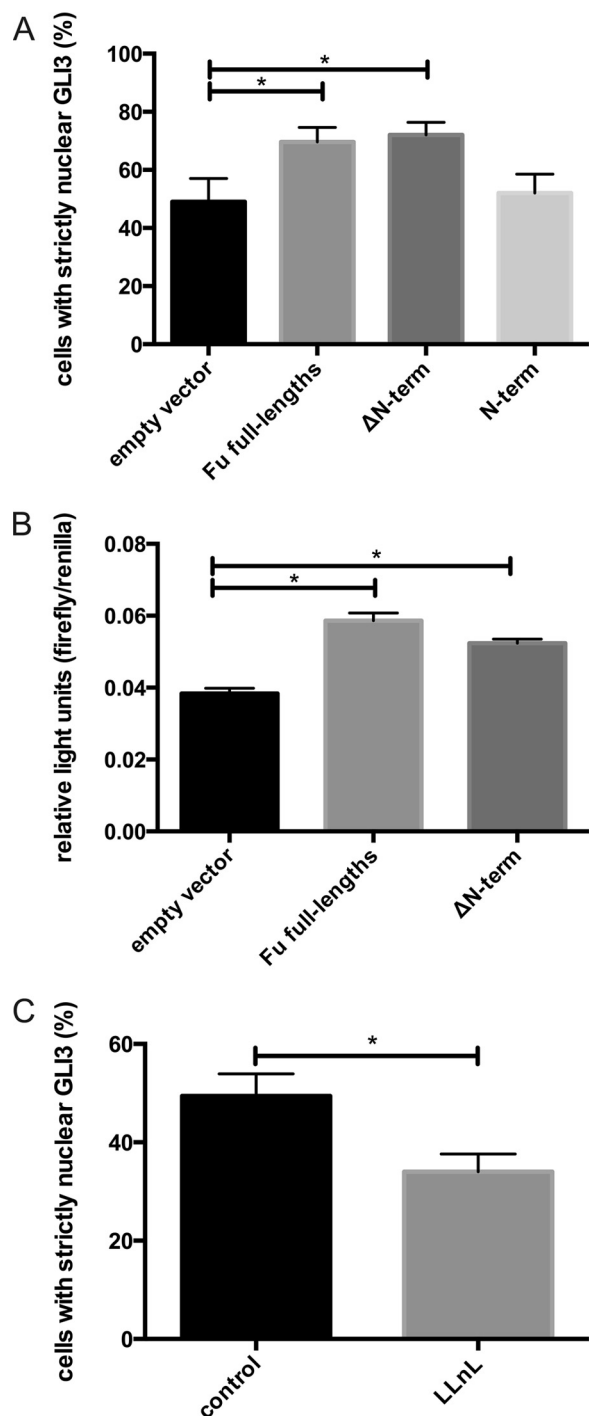 A
cells with strictly nuclear GLI3 (%)
100
80
60
40
20
0
*
*
empty vector
Fu full-lengths
ΔN-term
N-term
B
relative light units (firefly/renilla)
0.08
0.06
0.04
0.02
0.00
*
*
empty vector
Fu full-lengths
ΔN-term
C
cells with strictly nuclear GLI3 (%)
60
40
20
0
*
control
LLnL